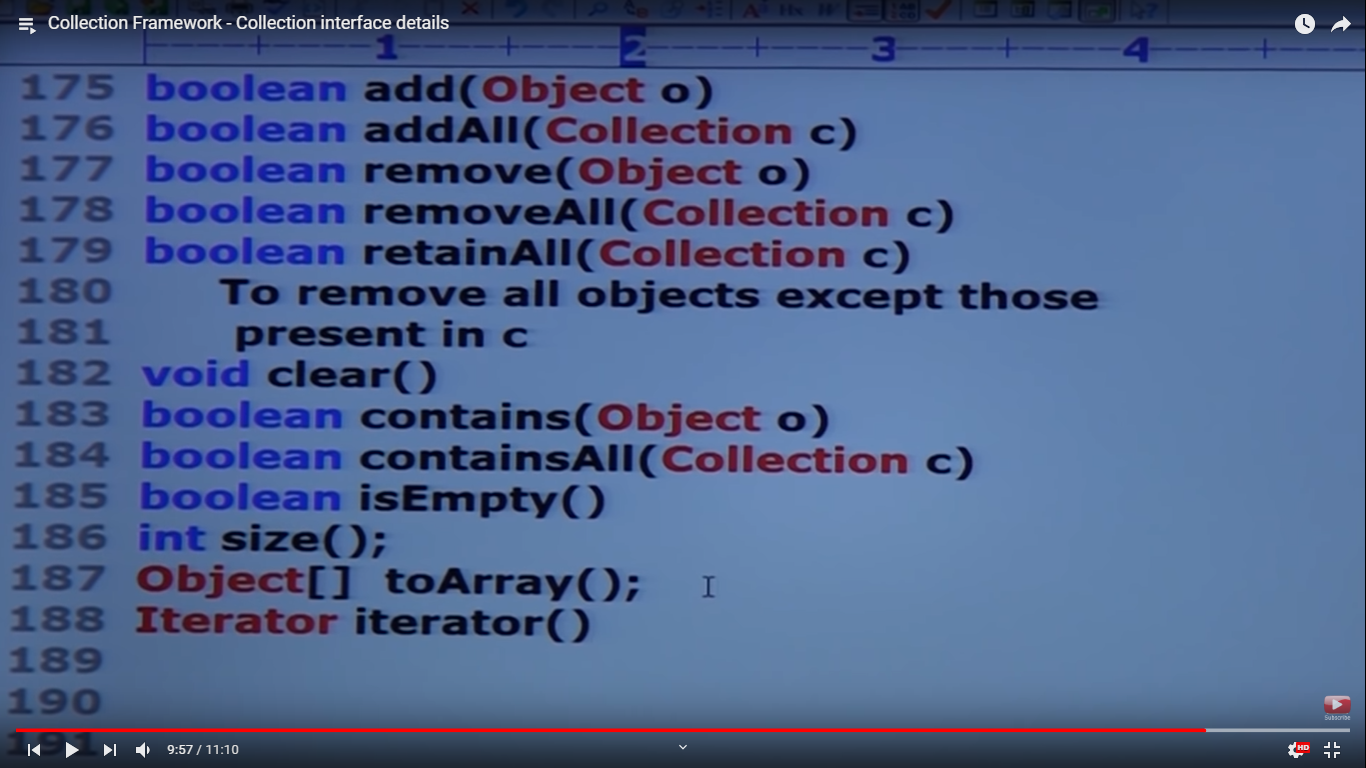 Collection Framework - Collection interface details
1 2 3 4
175 boolean add(Object o)
176 boolean addAll(Collection c)
177 boolean remove(Object o)
178 boolean removeAll(Collection c)
179 boolean retainAll(Collection c)
180 To remove all objects except those
181 present in c
182 void clear()
183 boolean contains(Object o)
184 boolean containsAll(Collection c)
185 boolean isEmpty()
186 int size();
187 Object[] toArray();
188 Iterator iterator()
189
190
191
Subscribe
9:57 / 11:10
HD